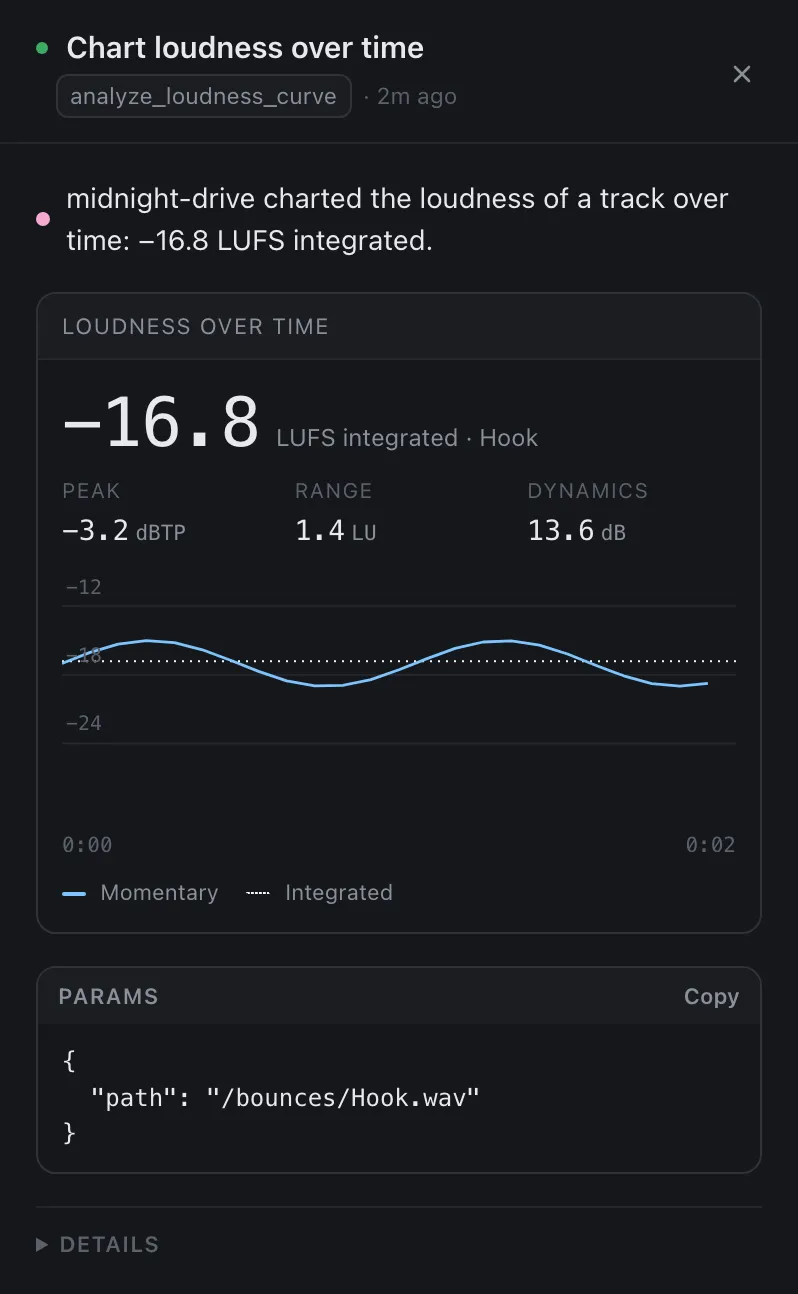 Chart loudness over time
analyze_loudness_curve · 2m ago
midnight-drive charted the loudness of a track over
time: −16.8 LUFS integrated.
LOUDNESS OVER TIME
−16.8 LUFS integrated · Hook
PEAK RANGE DYNAMICS
−3.2 dBTP 1.4 LU 13.6 dB
−12
−18
−24
0:00 0:02
Momentary Integrated
PARAMS Copy
{
"path": "/bounces/Hook.wav"
}
DETAILS